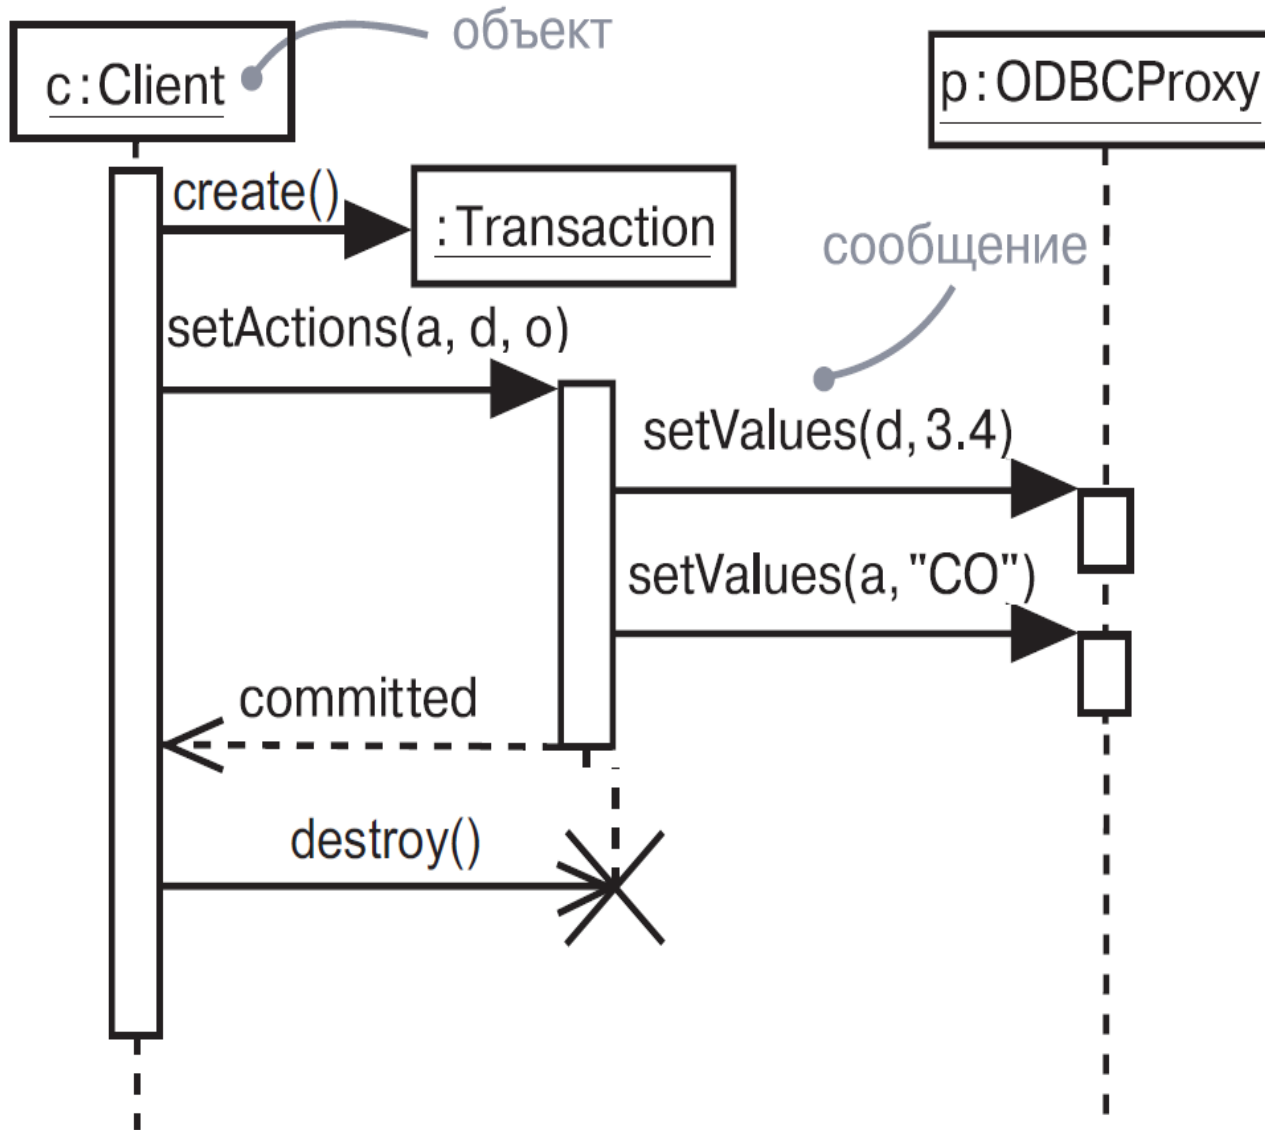 объект
c:Client
p:ODBCProxy
create()
:Transaction
сообщение
setActions(a, d, o)
setValues(d, 3.4)
setValues(a, "CO")
committed
destroy()